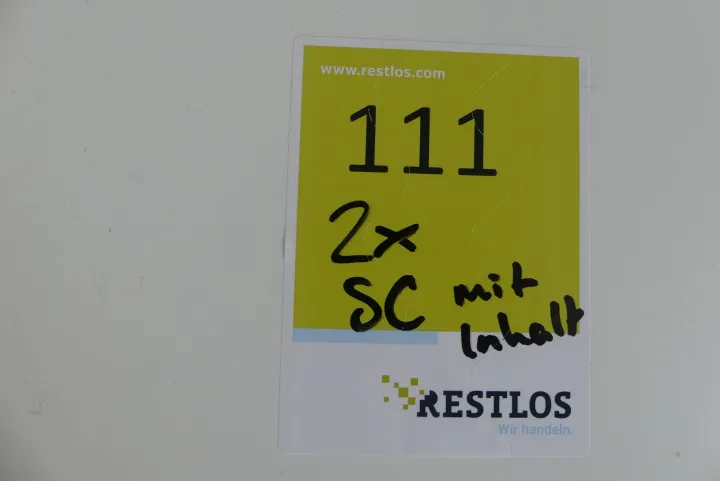 www.restlos.com
111
2x
SC mit
Inhalt
RESTLOS
Wir handeln.